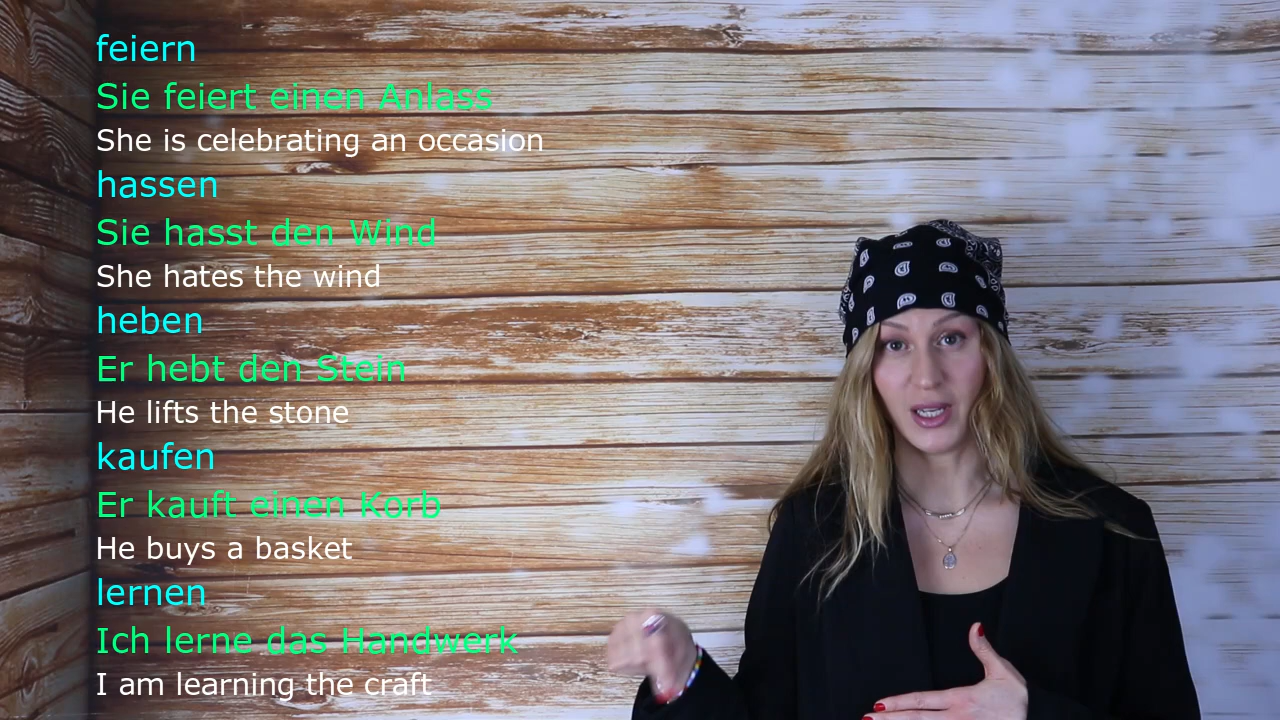 feiern
Sie feiert einen Anlass
She is celebrating an occasion
hassen
Sie hasst den Wind
She hates the wind
heben
Er hebt den Stein
He lifts the stone
kaufen
Er kauft einen Korb
He buys a basket
lernen
Ich lerne das Handwerk
I am learning the craft